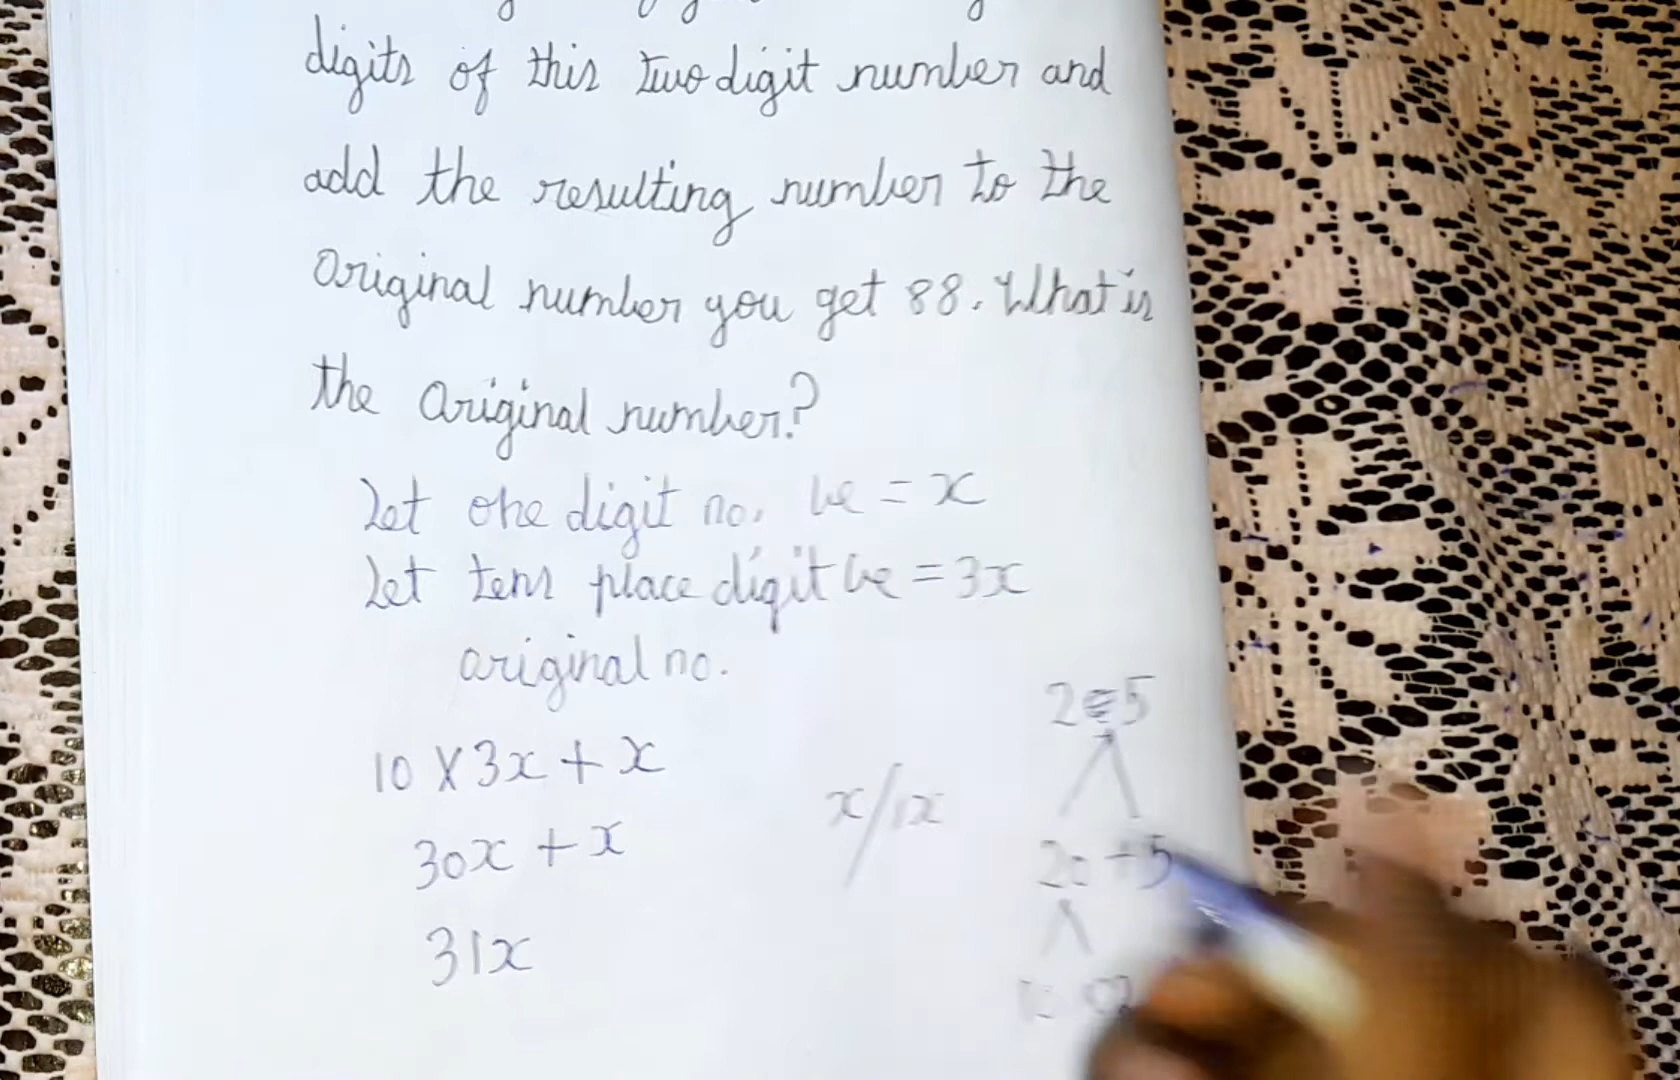 digits of this two digit number and
add the resulting number to the
original number you get 88. What is
the original number?
Let one digit no. be = x
Let tens place digit be = 3x
original no.
10 X 3x + x
30x + x
31x
x/1x
2 5
20 + 5